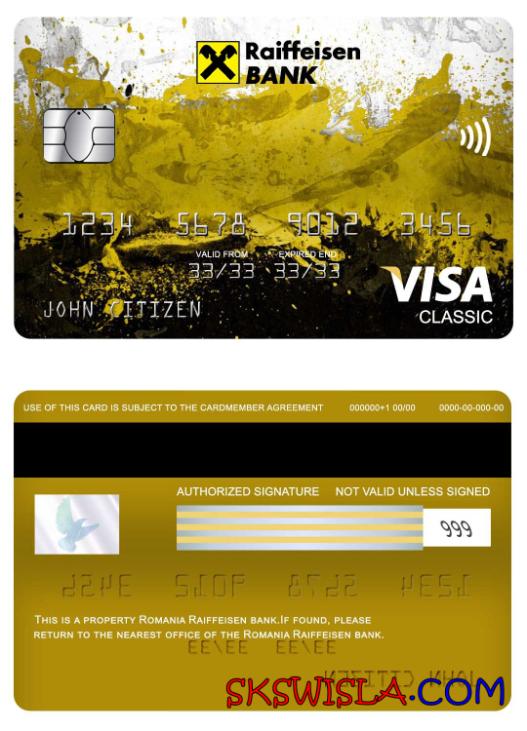 Raiffeisen
BANK
1234 5678 9012 3456
VALID FROM EXPIRED END
33/33 33/33
JOHN CITIZEN
VISA
CLASSIC
USE OF THIS CARD IS SUBJECT TO THE CARDMEMBER AGREEMENT 000000+1 00/00 0000-00-000-00
AUTHORIZED SIGNATURE NOT VALID UNLESS SIGNED
999
THIS IS A PROPERTY ROMANIA RAIFFEISEN BANK.IF FOUND, PLEASE
RETURN TO THE NEAREST OFFICE OF THE ROMANIA RAIFFEISEN BANK.
SKSWISLA.COM